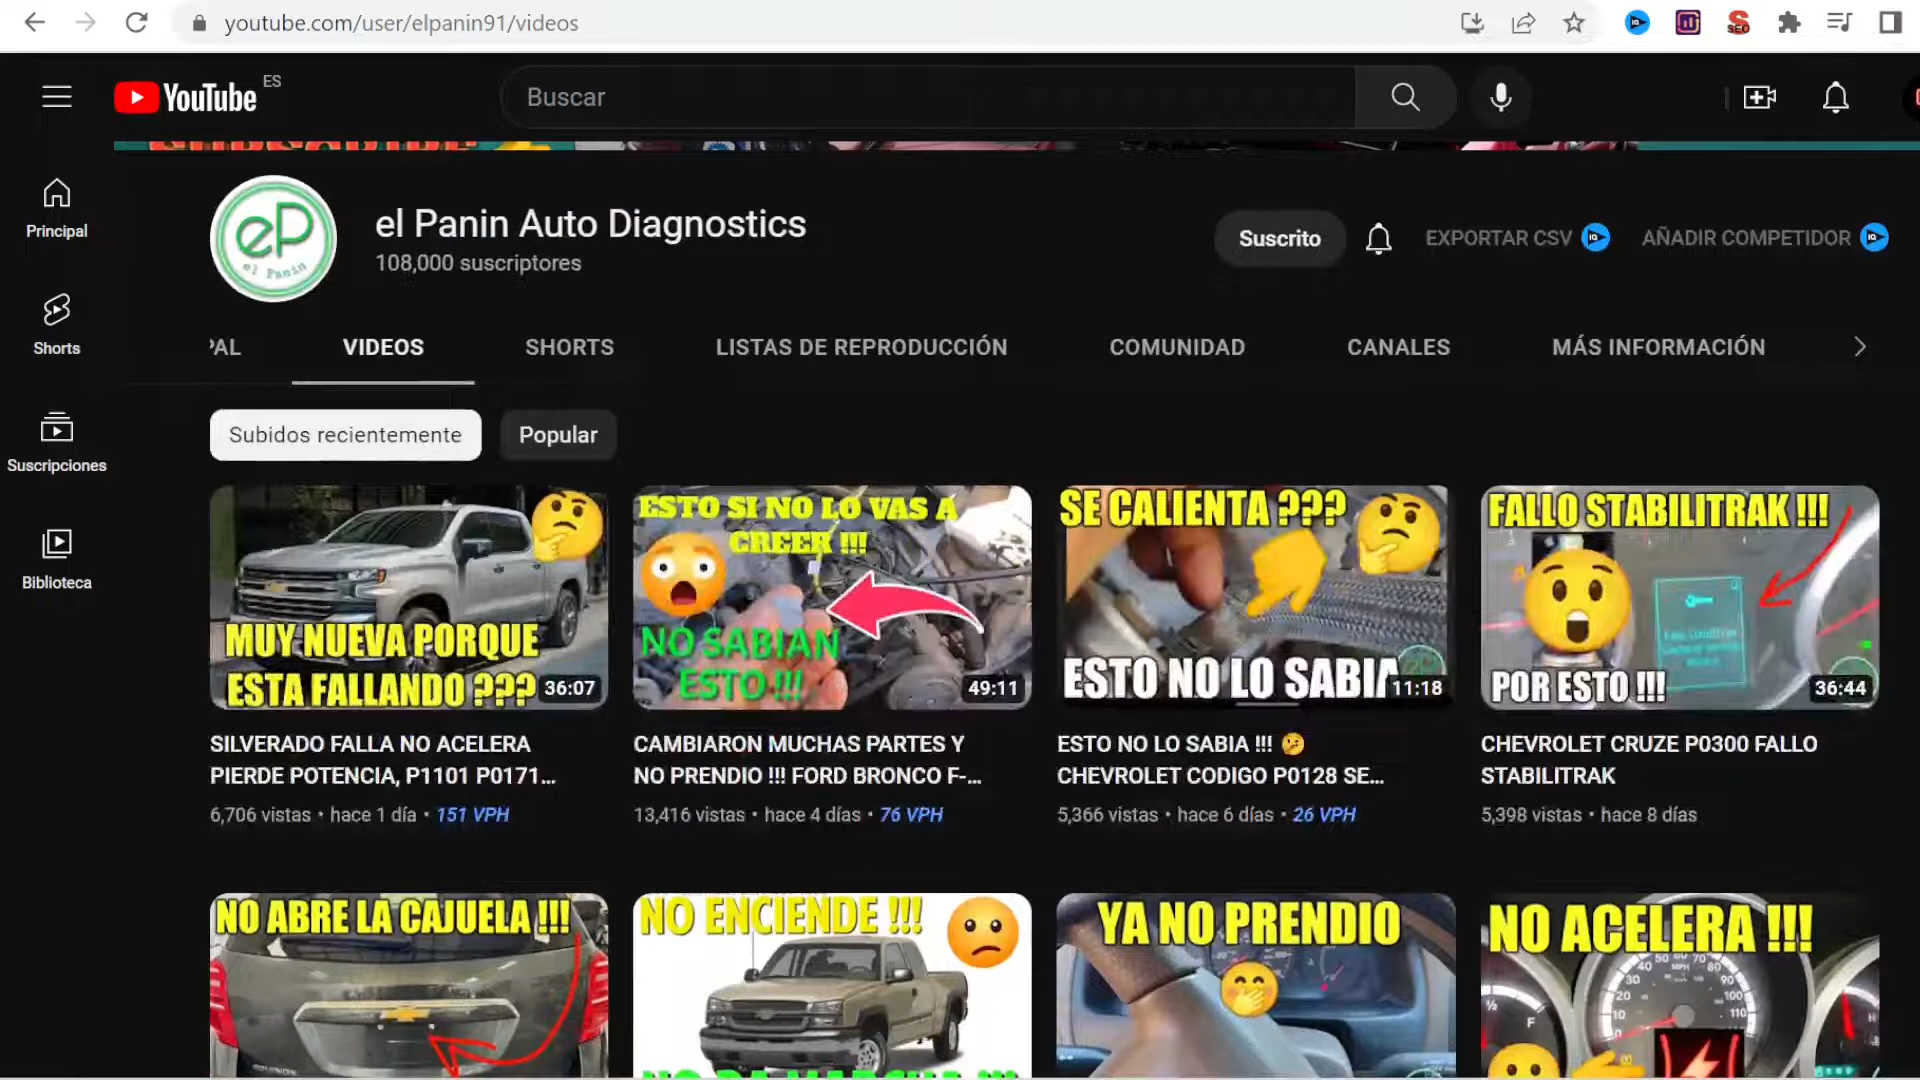 youtube.com/user/elpanin91/videos
SEO
YouTube ES
Buscar
Principal
Shorts
Suscripciones
Biblioteca
eP
el Panin
el Panin Auto Diagnostics
108,000 suscriptores
Suscrito
EXPORTAR CSV
AÑADIR COMPETIDOR
PAL
VIDEOS
SHORTS
LISTAS DE REPRODUCCIÓN
COMUNIDAD
CANALES
MÁS INFORMACIÓN
Subidos recientemente
Popular
MUY NUEVA PORQUE
ESTA FALLANDO ???
36:07
ESTO SI NO LO VAS A
CREER !!!
NO SABIAN
ESTO !!!
49:11
SE CALIENTA ???
ESTO NO LO SABIA
11:18
FALLO STABILITRAK !!!
POR ESTO !!!
36:44
SILVERADO FALLA NO ACELERA
PIERDE POTENCIA, P1101 P0171...
6,706 vistas • hace 1 día • 151 VPH
CAMBIARON MUCHAS PARTES Y
NO PRENDIO !!! FORD BRONCO F-...
13,416 vistas • hace 4 días • 76 VPH
ESTO NO LO SABIA !!! 🤔
CHEVROLET CODIGO P0128 SE...
5,366 vistas • hace 6 días • 26 VPH
CHEVROLET CRUZE P0300 FALLO
STABILITRAK
5,398 vistas • hace 8 días
NO ABRE LA CAJUELA !!!
NO ENCIENDE !!!
YA NO PRENDIO
NO ACELERA !!!